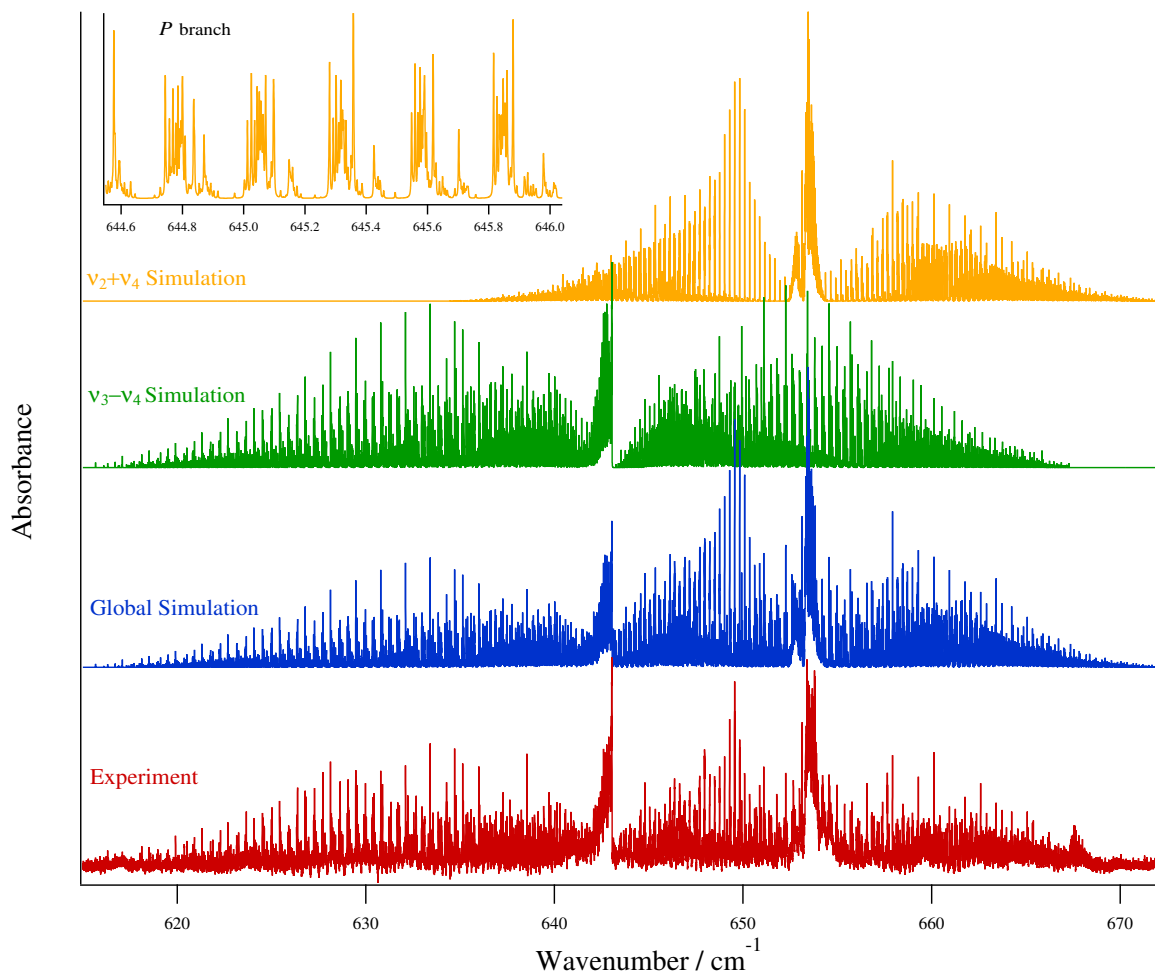 P branch
644.6 644.8 645.0 645.2 645.4 645.6 645.8 646.0
ν2+ν4 Simulation
ν3−ν4 Simulation
Global Simulation
Experiment
Absorbance
620 630 640 650 660 670
Wavenumber / cm-1